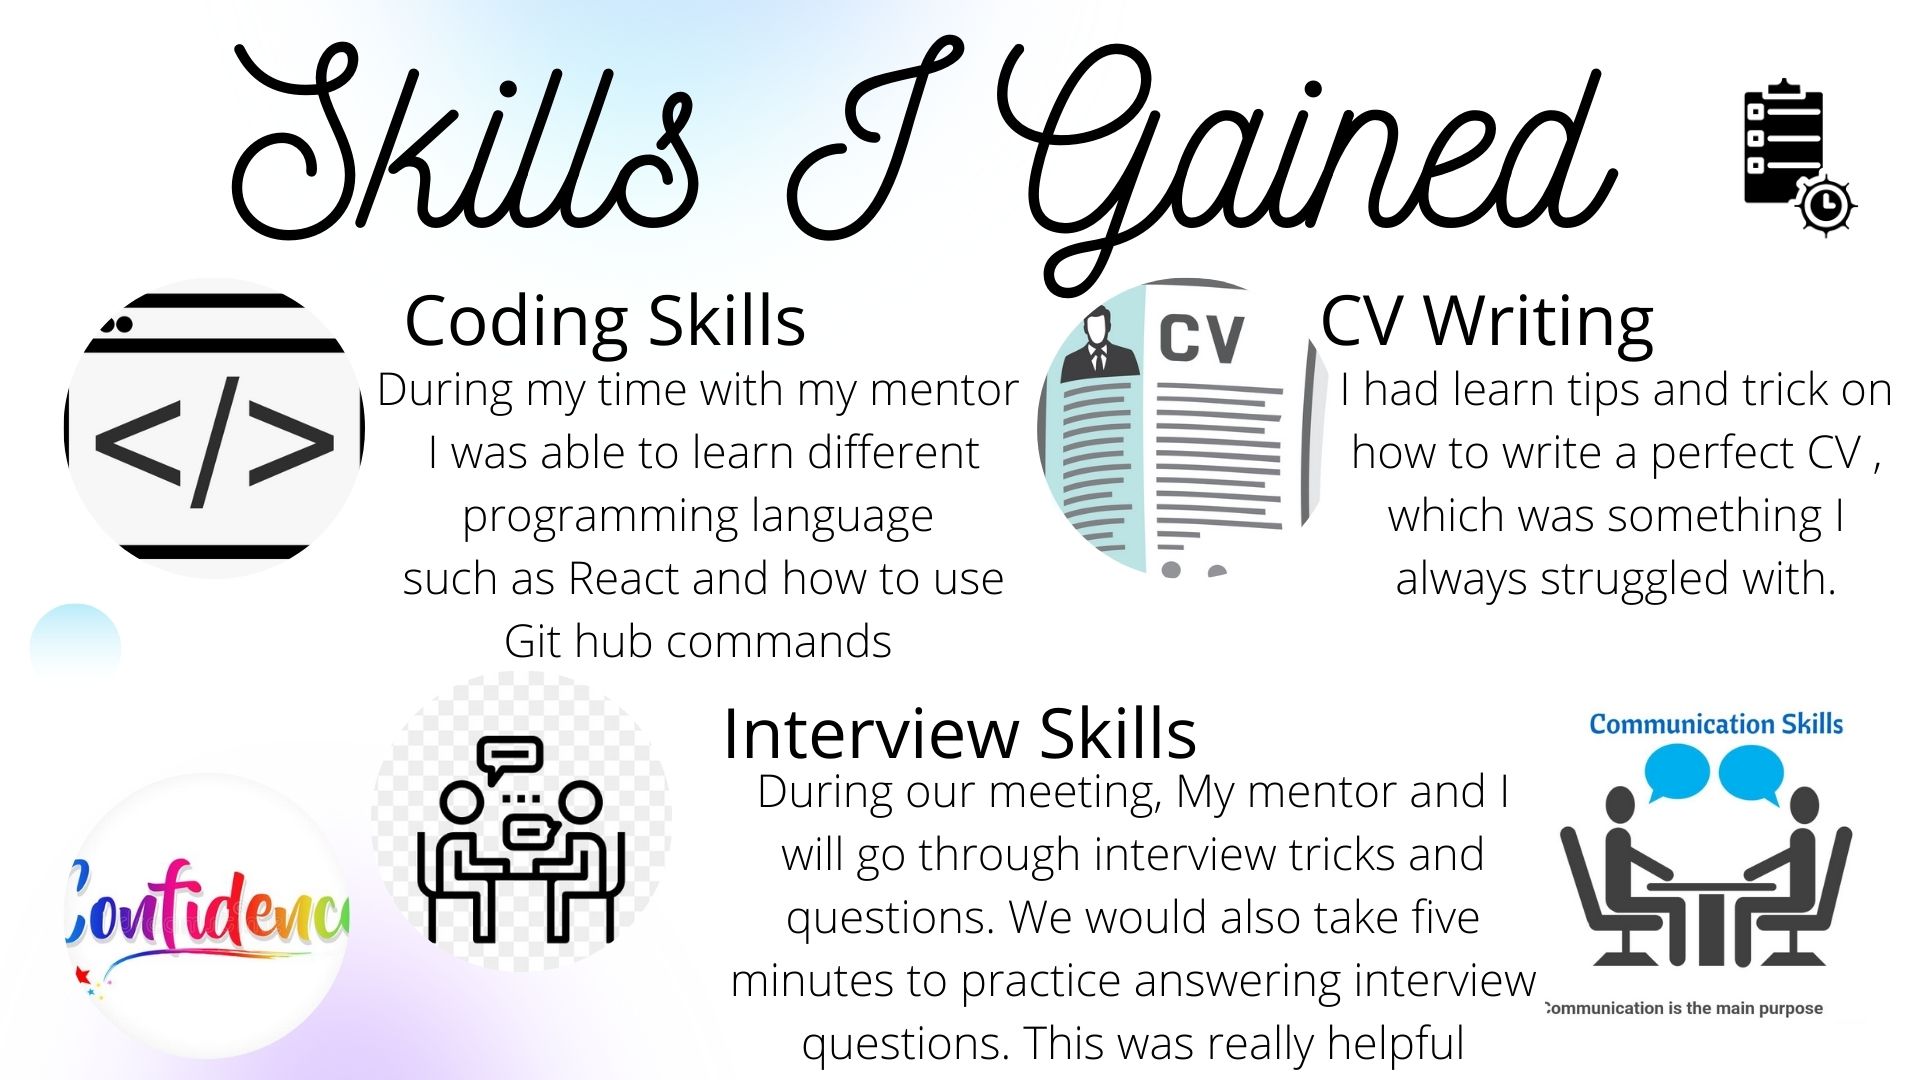 Skills I Gained
Coding Skills
During my time with my mentor
I was able to learn different
programming language
such as React and how to use
Git hub commands
CV
CV Writing
I had learn tips and trick on
how to write a perfect CV ,
which was something I
always struggled with.
Confidence
Interview Skills
During our meeting, My mentor and I
will go through interview tricks and
questions. We would also take five
minutes to practice answering interview
questions. This was really helpful
Communication Skills
Communication is the main purpose